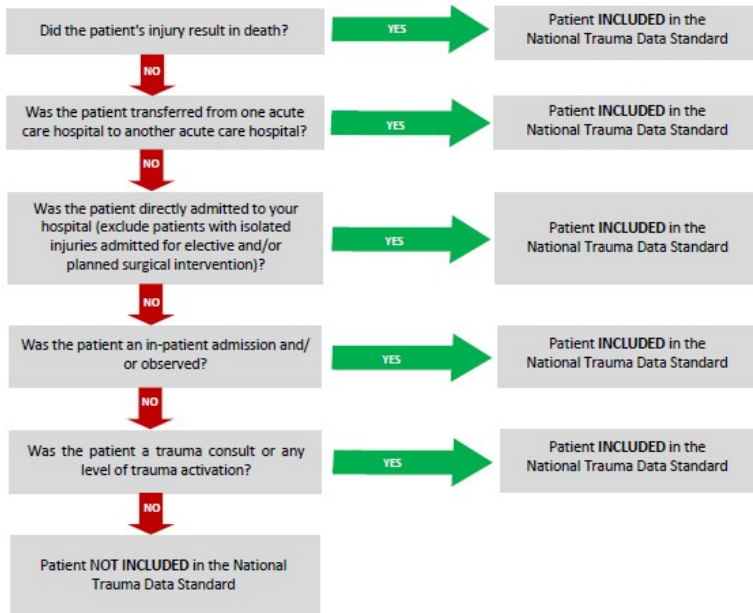 Did the patient's injury result in death?
YES
Patient INCLUDED in the
National Trauma Data Standard
NO
Was the patient transferred from one acute
care hospital to another acute care hospital?
YES
Patient INCLUDED in the
National Trauma Data Standard
NO
Was the patient directly admitted to your
hospital (exclude patients with isolated
injuries admitted for elective and/or
planned surgical intervention)?
YES
Patient INCLUDED in the
National Trauma Data Standard
NO
Was the patient an in-patient admission and/
or observed?
YES
Patient INCLUDED in the
National Trauma Data Standard
NO
Was the patient a trauma consult or any
level of trauma activation?
YES
Patient INCLUDED in the
National Trauma Data Standard
NO
Patient NOT INCLUDED in the National
Trauma Data Standard